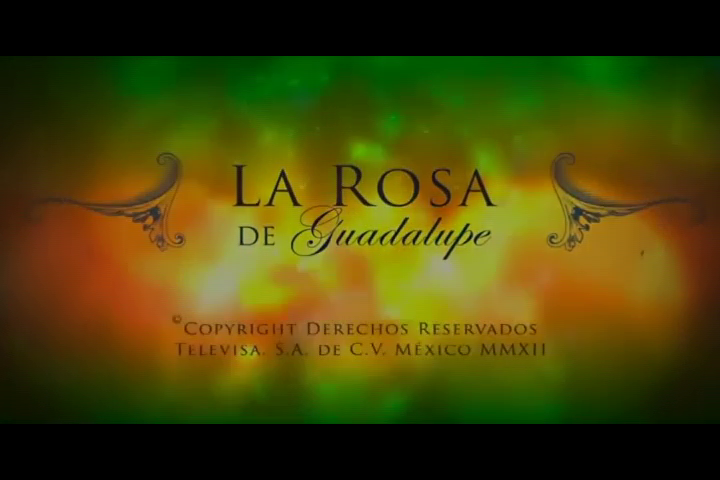 LA ROSA
DE Guadalupe
©COPYRIGHT DERECHOS RESERVADOS
TELEVISA, S.A. DE C.V. MÉXICO MMXII